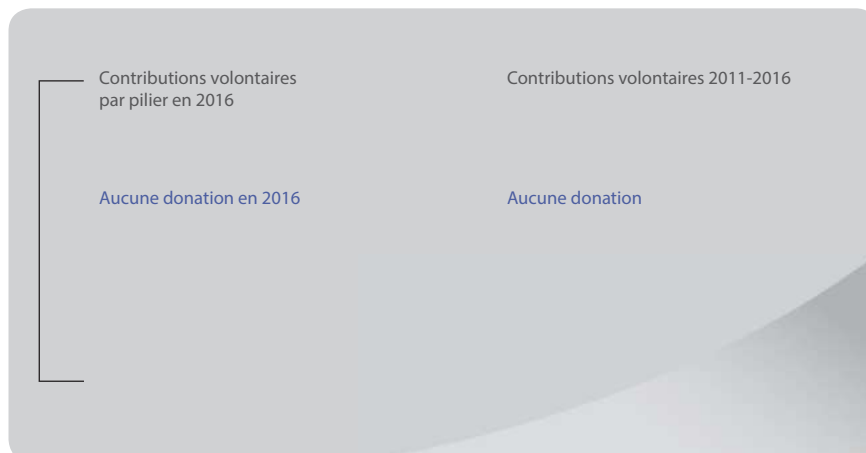 Contributions volontaires
par pilier en 2016
Contributions volontaires 2011-2016
Aucune donation en 2016
Aucune donation